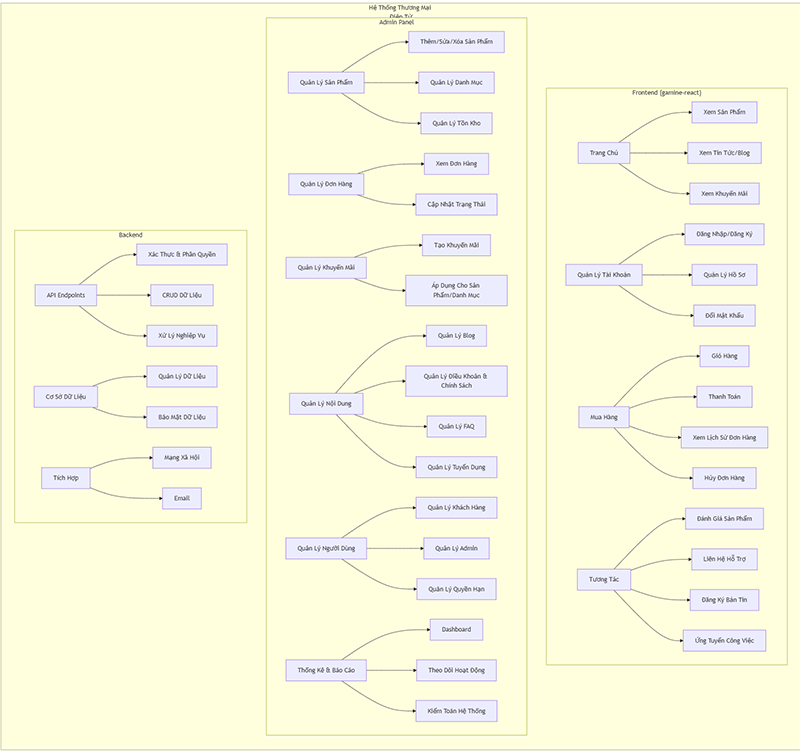 Hệ Thống Thương Mại
Điện Tử
Backend
API Endpoints
Xác Thực & Phân Quyền
CRUD Dữ Liệu
Xử Lý Nghiệp Vụ
Cơ Sở Dữ Liệu
Quản Lý Dữ Liệu
Bảo Mật Dữ Liệu
Tích Hợp
Mạng Xã Hội
Email
Admin Panel
Quản Lý Sản Phẩm
Thêm/Sửa/Xóa Sản Phẩm
Quản Lý Danh Mục
Quản Lý Tồn Kho
Quản Lý Đơn Hàng
Xem Đơn Hàng
Cập Nhật Trạng Thái
Quản Lý Khuyến Mãi
Tạo Khuyến Mãi
Áp Dụng Cho Sản
Phẩm/Danh Mục
Quản Lý Nội Dung
Quản Lý Blog
Quản Lý Điều Khoản &
Chính Sách
Quản Lý FAQ
Quản Lý Tuyển Dụng
Quản Lý Người Dùng
Quản Lý Khách Hàng
Quản Lý Admin
Quản Lý Quyền Hạn
Thống Kê & Báo Cáo
Dashboard
Theo Dõi Hoạt Động
Kiểm Toán Hệ Thống
Frontend (gamine-react)
Trang Chủ
Xem Sản Phẩm
Xem Tin Tức/Blog
Xem Khuyến Mãi
Quản Lý Tài Khoản
Đăng Nhập/Đăng Ký
Quản Lý Hồ Sơ
Đổi Mật Khẩu
Mua Hàng
Giỏ Hàng
Thanh Toán
Xem Lịch Sử Đơn Hàng
Hủy Đơn Hàng
Tương Tác
Đánh Giá Sản Phẩm
Liên Hệ Hỗ Trợ
Đăng Ký Bản Tin
Ứng Tuyển Công Việc